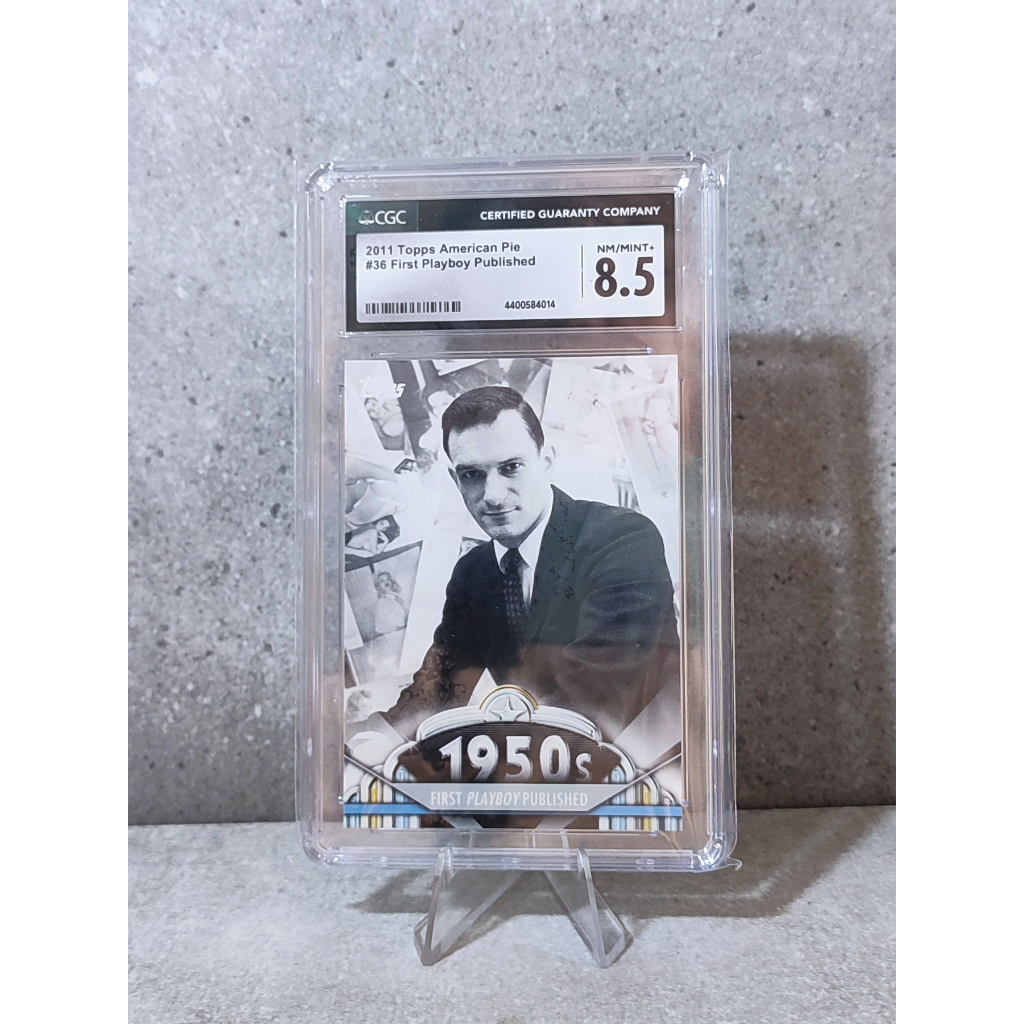 CGC CERTIFIED GUARANTY COMPANY
2011 Topps American Pie
#36 First Playboy Published
NM/MINT+
8.5
4400584014
Topps
1950s
FIRST PLAYBOY PUBLISHED